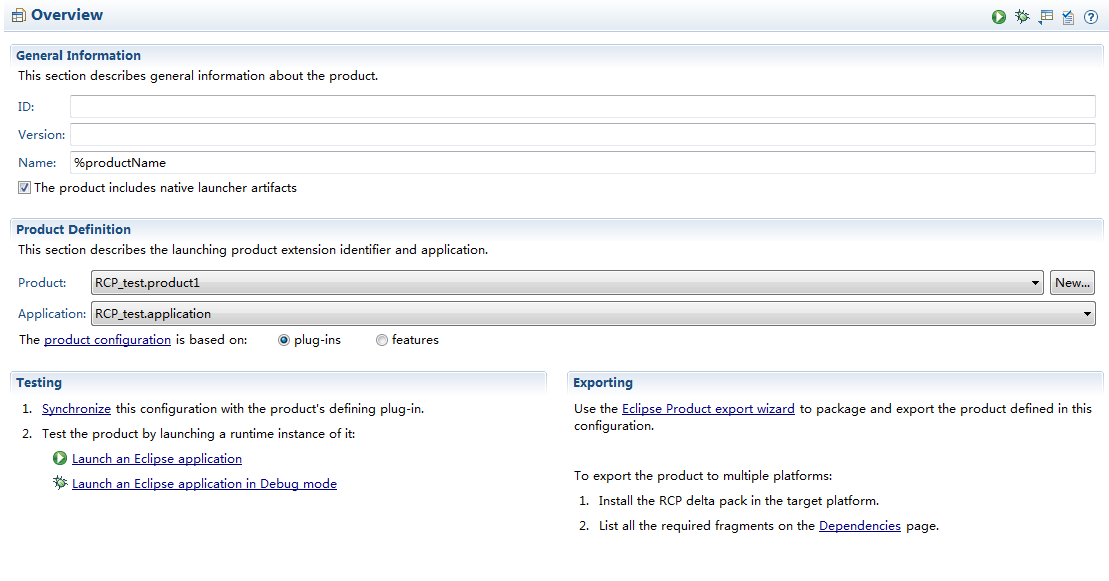 Overview
General Information
This section describes general information about the product.
ID:
Version:
Name: %productName
The product includes native launcher artifacts
Product Definition
This section describes the launching product extension identifier and application.
Product: RCP_test.product1 New...
Application: RCP_test.application
The product configuration is based on: plug-ins features
Testing
1. Synchronize this configuration with the product's defining plug-in.
2. Test the product by launching a runtime instance of it:
Launch an Eclipse application
Launch an Eclipse application in Debug mode
Exporting
Use the Eclipse Product export wizard to package and export the product defined in this
configuration.
To export the product to multiple platforms:
1. Install the RCP delta pack in the target platform.
2. List all the required fragments on the Dependencies page.